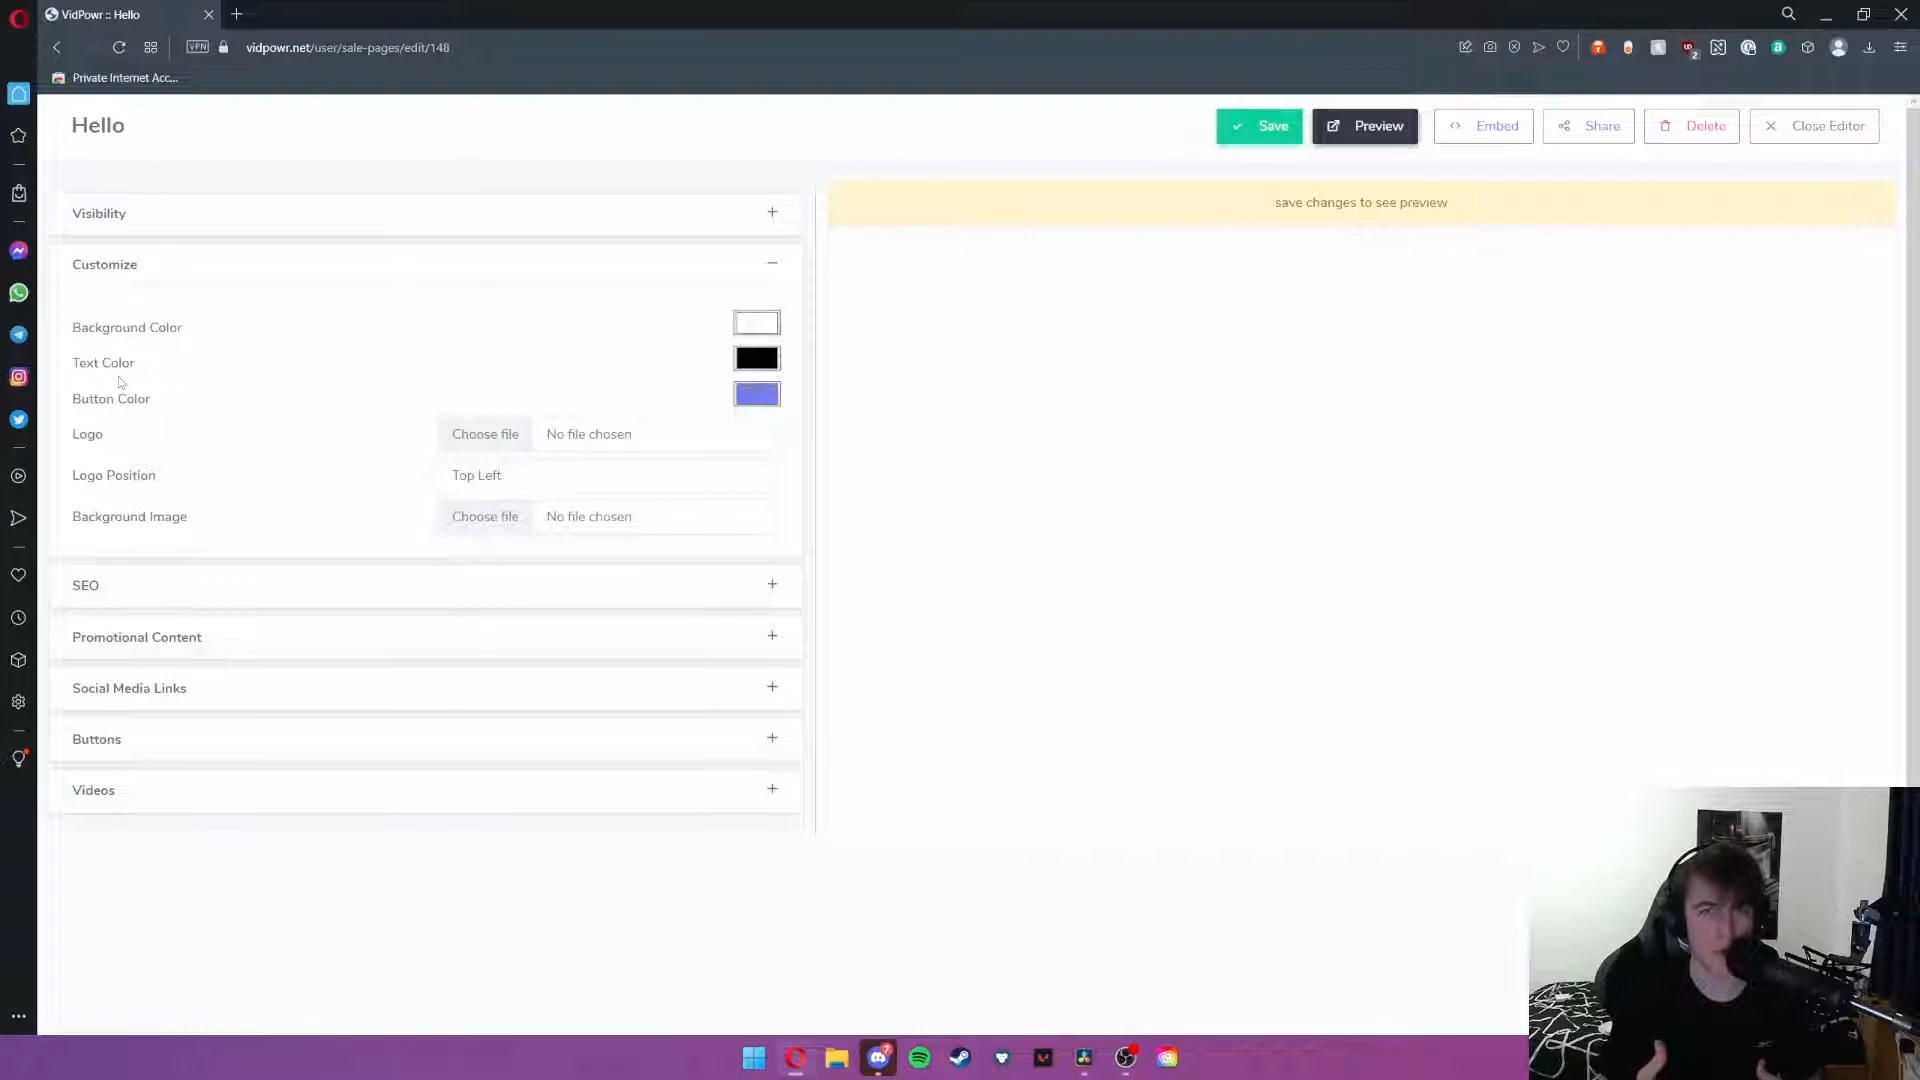 VidPowr :: Hello
VPN
vidpowr.net/user/sale-pages/edit/148
Private Internet Acc...
Hello
Save
Preview
Embed
Share
Delete
Close Editor
Visibility
save changes to see preview
Customize
Background Color
Text Color
Button Color
Logo
Choose file
No file chosen
Logo Position
Top Left
Background Image
Choose file
No file chosen
SEO
Promotional Content
Social Media Links
Buttons
Videos